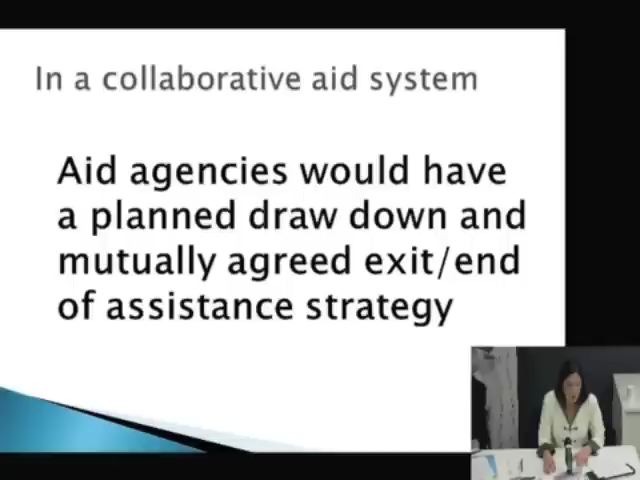 In a collaborative aid system
Aid agencies would have
a planned draw down and
mutually agreed exit/end
of assistance strategy